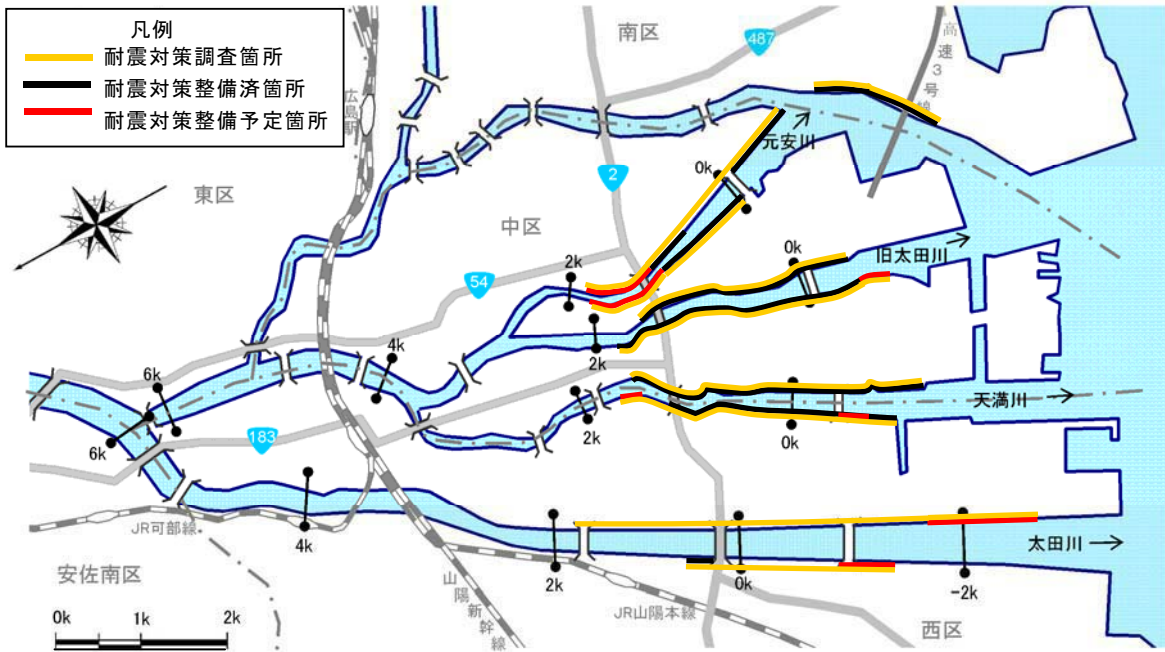 凡例
耐震対策調査箇所
耐震対策整備済箇所
耐震対策整備予定箇所
南区
487
高速3号線
広島駅
元安川
0k
2
東区
中区
旧太田川
0k
2k
54
2k
4k
6k
天満川
2k
0k
183
6k
JR可部線
4k
太田川
2k
0k
-2k
安佐南区
山陽新幹線
JR山陽本線
西区
0k 1k 2k